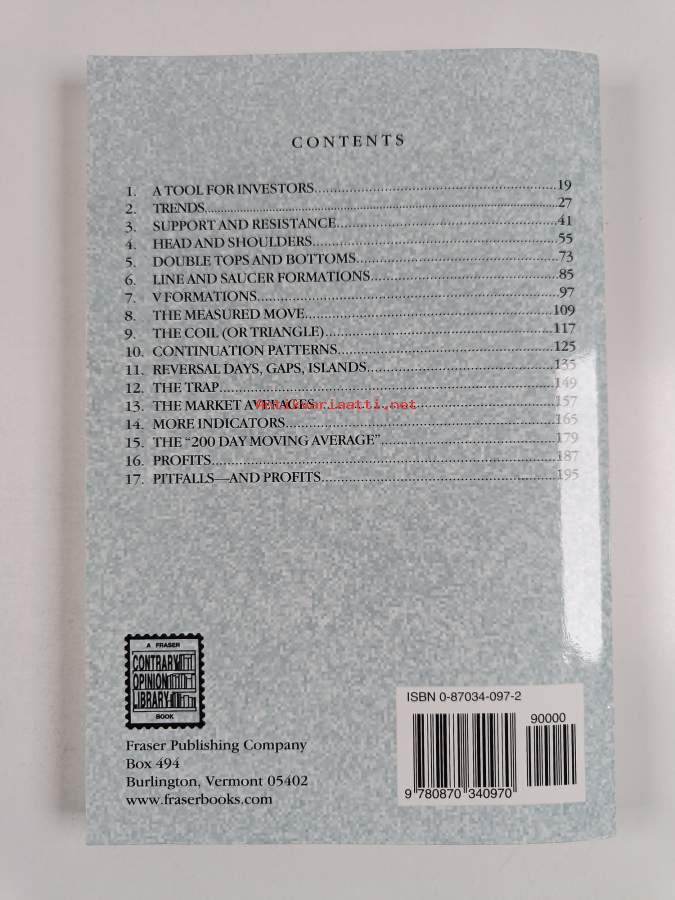 CONTENTS
1. A TOOL FOR INVESTORS..........19
2. TRENDS..........27
3. SUPPORT AND RESISTANCE..........41
4. HEAD AND SHOULDERS..........55
5. DOUBLE TOPS AND BOTTOMS..........73
6. LINE AND SAUCER FORMATIONS..........85
7. V FORMATIONS..........97
8. THE MEASURED MOVE..........109
9. THE COIL (OR TRIANGLE)..........117
10. CONTINUATION PATTERNS..........125
11. REVERSAL DAYS, GAPS, ISLANDS..........135
12. THE TRAP..........149
13. THE MARKET AVERAGES..........157
14. MORE INDICATORS..........165
15. THE “200 DAY MOVING AVERAGE”..........179
16. PROFITS..........187
17. PITFALLS—AND PROFITS..........195
A FRASER
CONTRARY
OPINION
LIBRARY
BOOK
Fraser Publishing Company
Box 494
Burlington, Vermont 05402
www.fraserbooks.com
ISBN 0-87034-097-2
90000
9 780870 340970